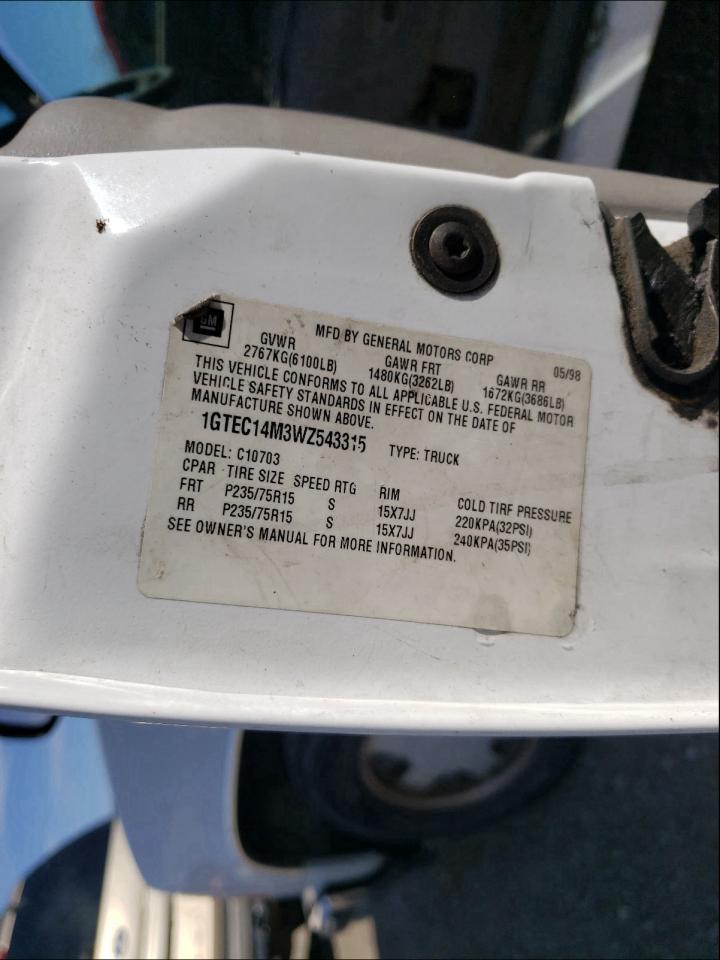 GM
MFD BY GENERAL MOTORS CORP 05/98
GVWR GAWR FRT GAWR RR
2767KG(6100LB) 1480KG(3262LB) 1672KG(3686LB)
THIS VEHICLE CONFORMS TO ALL APPLICABLE U.S. FEDERAL MOTOR
VEHICLE SAFETY STANDARDS IN EFFECT ON THE DATE OF
MANUFACTURE SHOWN ABOVE.
1GTEC14M3WZ543315 TYPE: TRUCK
MODEL: C10703
CPAR TIRE SIZE SPEED RTG RIM COLD TIRF PRESSURE
FRT P235/75R15 S 15X7JJ 220KPA(32PSI)
RR P235/75R15 S 15X7JJ 240KPA(35PSI)
SEE OWNER'S MANUAL FOR MORE INFORMATION.